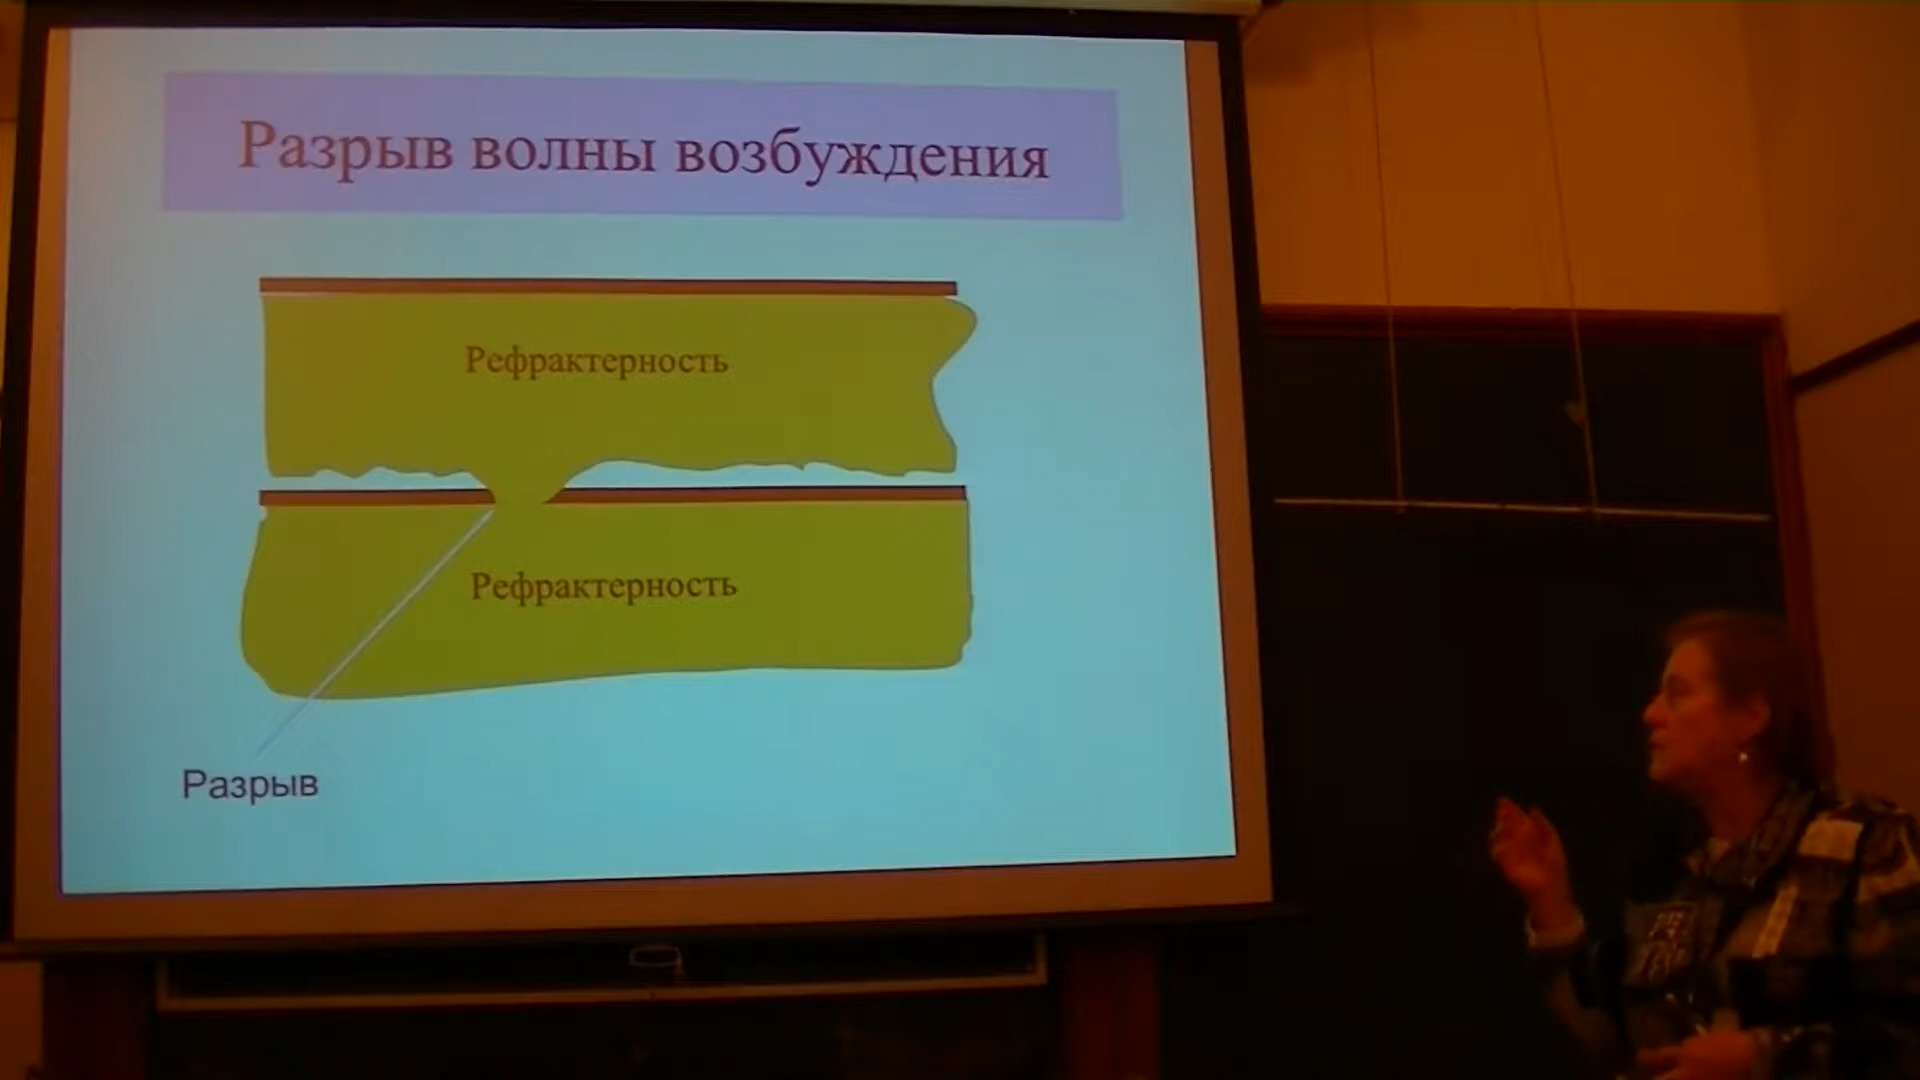 Разрыв волны возбуждения
Рефрактерность
Рефрактерность
Разрыв